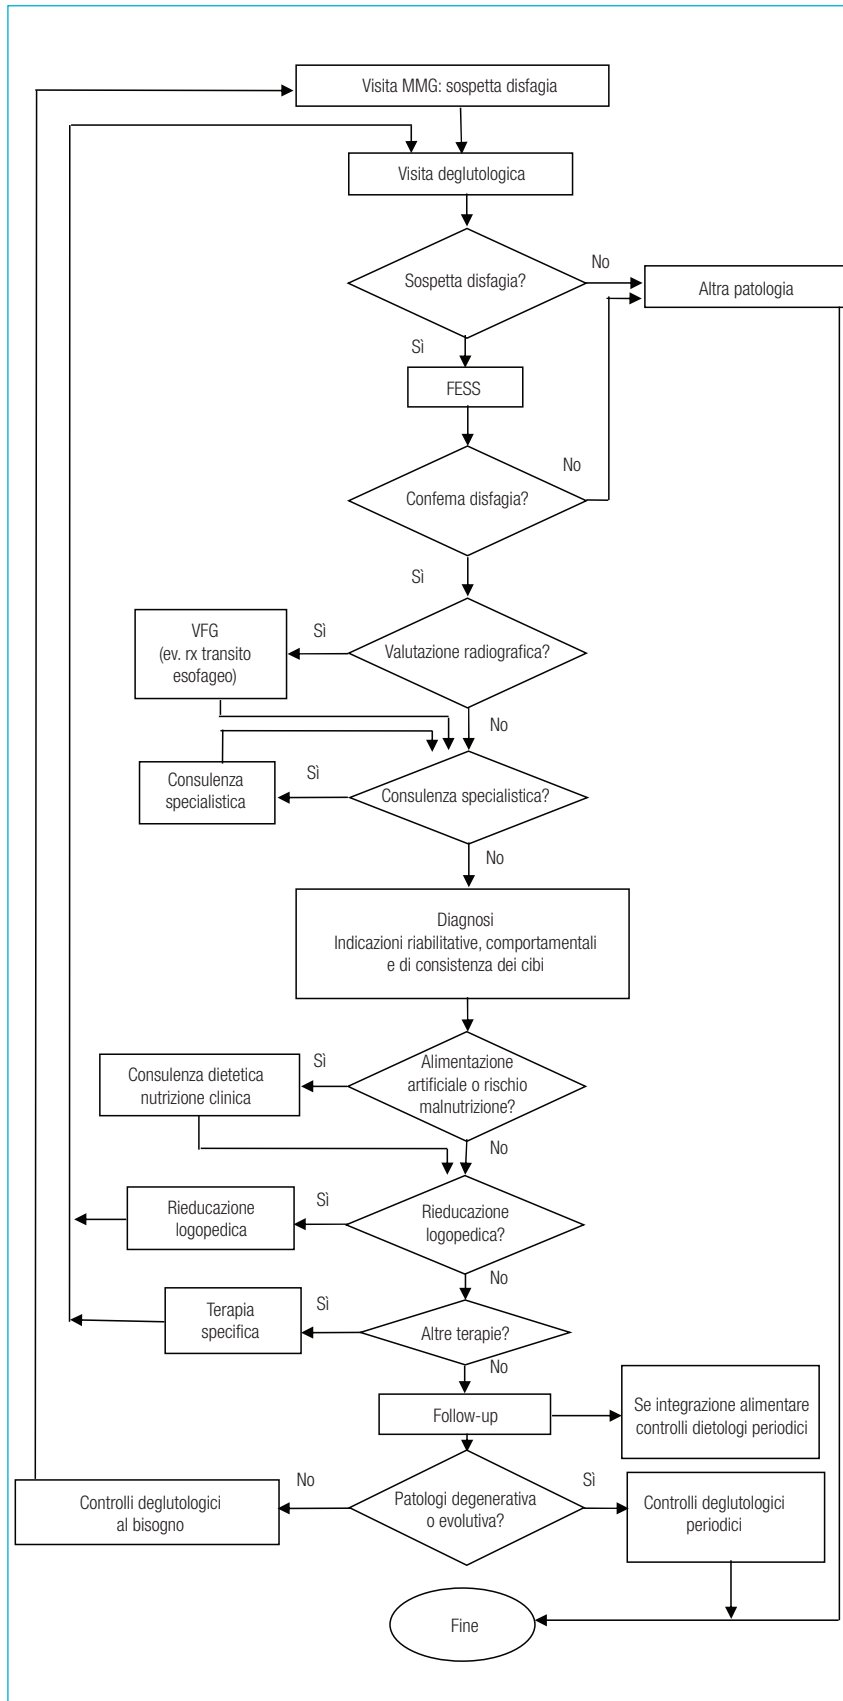 Visita MMG: sospetta disfagia
Visita deglutologica
Sospetta disfagia?
No
Altra patologia
Sì
FESS
No
Confema disfagia?
Sì
VFG
(ev. rx transito
esofageo)
Sì
Valutazione radiografica?
No
Consulenza
specialistica
Sì
Consulenza specialistica?
No
Diagnosi
Indicazioni riabilitative, comportamentali
e di consistenza dei cibi
Consulenza dietetica
nutrizione clinica
Sì
Alimentazione
artificiale o rischio
malnutrizione?
No
Rieducazione
logopedica
Sì
Rieducazione
logopedica?
No
Terapia
specifica
Sì
Altre terapie?
No
Follow-up
Se integrazione alimentare
controlli dietologi periodici
Controlli deglutologici
al bisogno
No
Patologi degenerativa
o evolutiva?
Sì
Controlli deglutologici
periodici
Fine